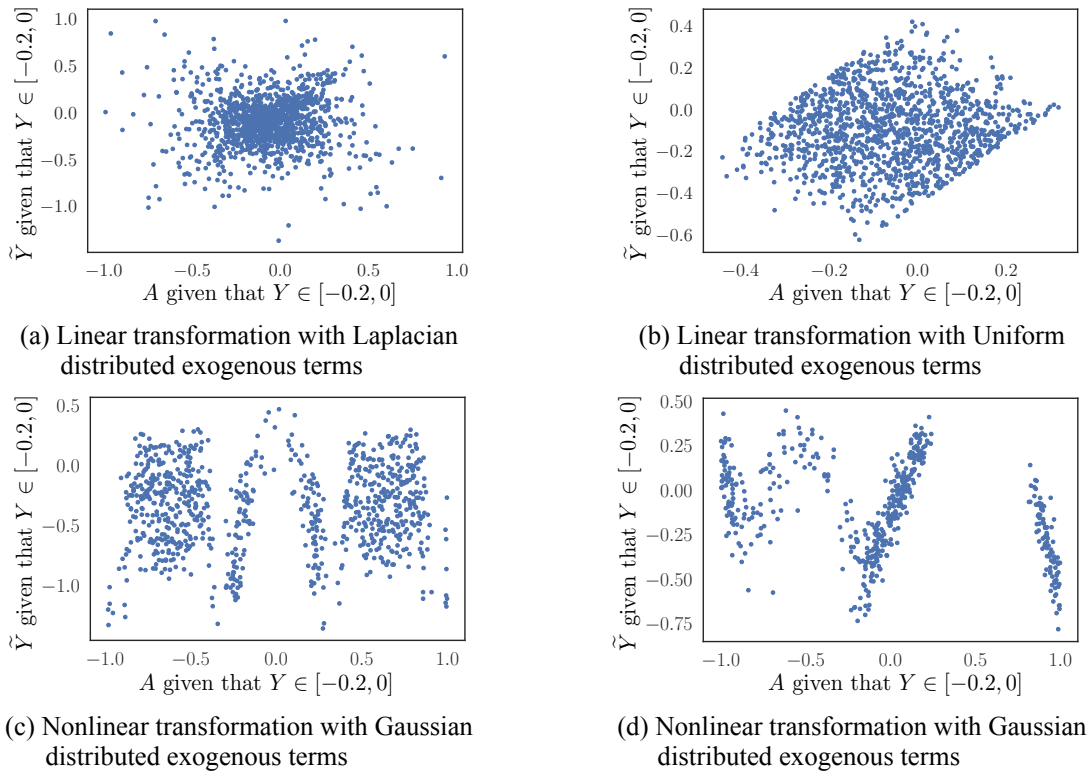 1.0
0.5
0.0
−0.5
−1.0
Ỹ given that Y ∈ [−0.2, 0]
−1.0 −0.5 0.0 0.5 1.0
A given that Y ∈ [−0.2, 0]
(a) Linear transformation with Laplacian
distributed exogenous terms
0.4
0.2
0.0
−0.2
−0.4
−0.6
Ỹ given that Y ∈ [−0.2, 0]
−0.4 −0.2 0.0 0.2
A given that Y ∈ [−0.2, 0]
(b) Linear transformation with Uniform
distributed exogenous terms
0.5
0.0
−0.5
−1.0
Ỹ given that Y ∈ [−0.2, 0]
−1.0 −0.5 0.0 0.5 1.0
A given that Y ∈ [−0.2, 0]
(c) Nonlinear transformation with Gaussian
distributed exogenous terms
0.50
0.25
0.00
−0.25
−0.50
−0.75
Ỹ given that Y ∈ [−0.2, 0]
−1.0 −0.5 0.0 0.5 1.0
A given that Y ∈ [−0.2, 0]
(d) Nonlinear transformation with Gaussian
distributed exogenous terms